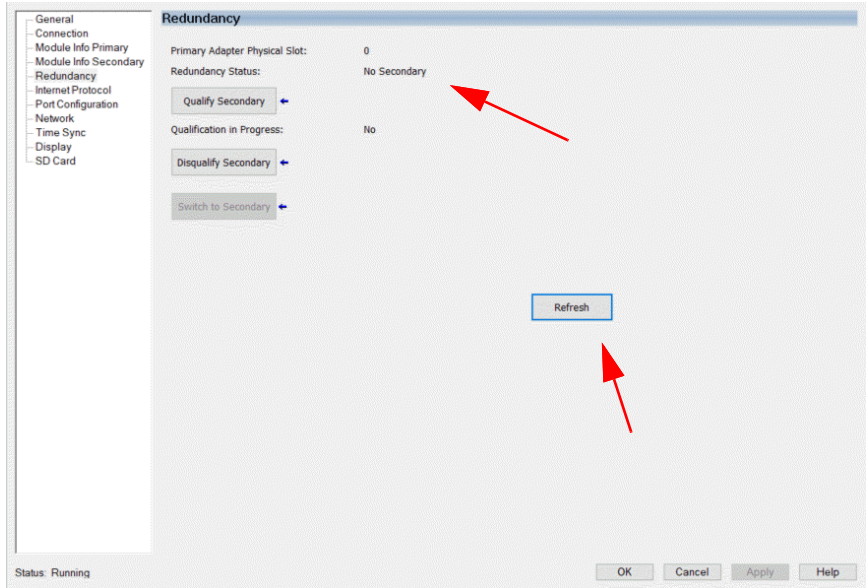 General
Connection
Module Info Primary
Module Info Secondary
Redundancy
Internet Protocol
Port Configuration
Network
Time Sync
Display
SD Card
Redundancy
Primary Adapter Physical Slot: 0
Redundancy Status: No Secondary
Qualify Secondary
Qualification in Progress: No
Disqualify Secondary
Switch to Secondary
Refresh
Status: Running
OK Cancel Apply Help